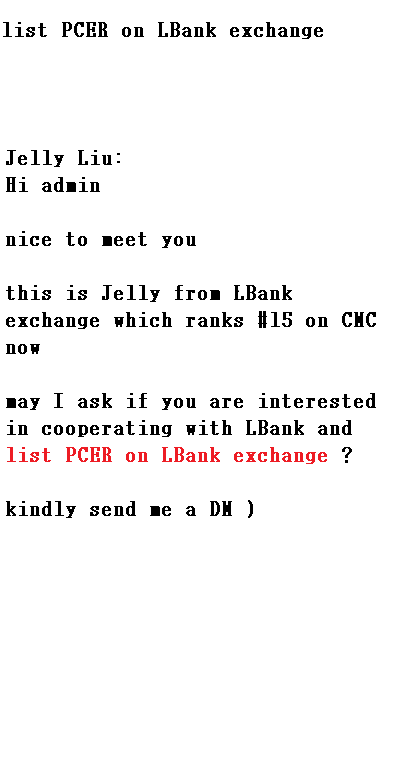 list PCER on LBank exchange
Jelly Liu:
Hi admin
nice to meet you
this is Jelly from LBank
exchange which ranks #15 on CMC
now
may I ask if you are interested
in cooperating with LBank and
list PCER on LBank exchange ?
kindly send me a DM )